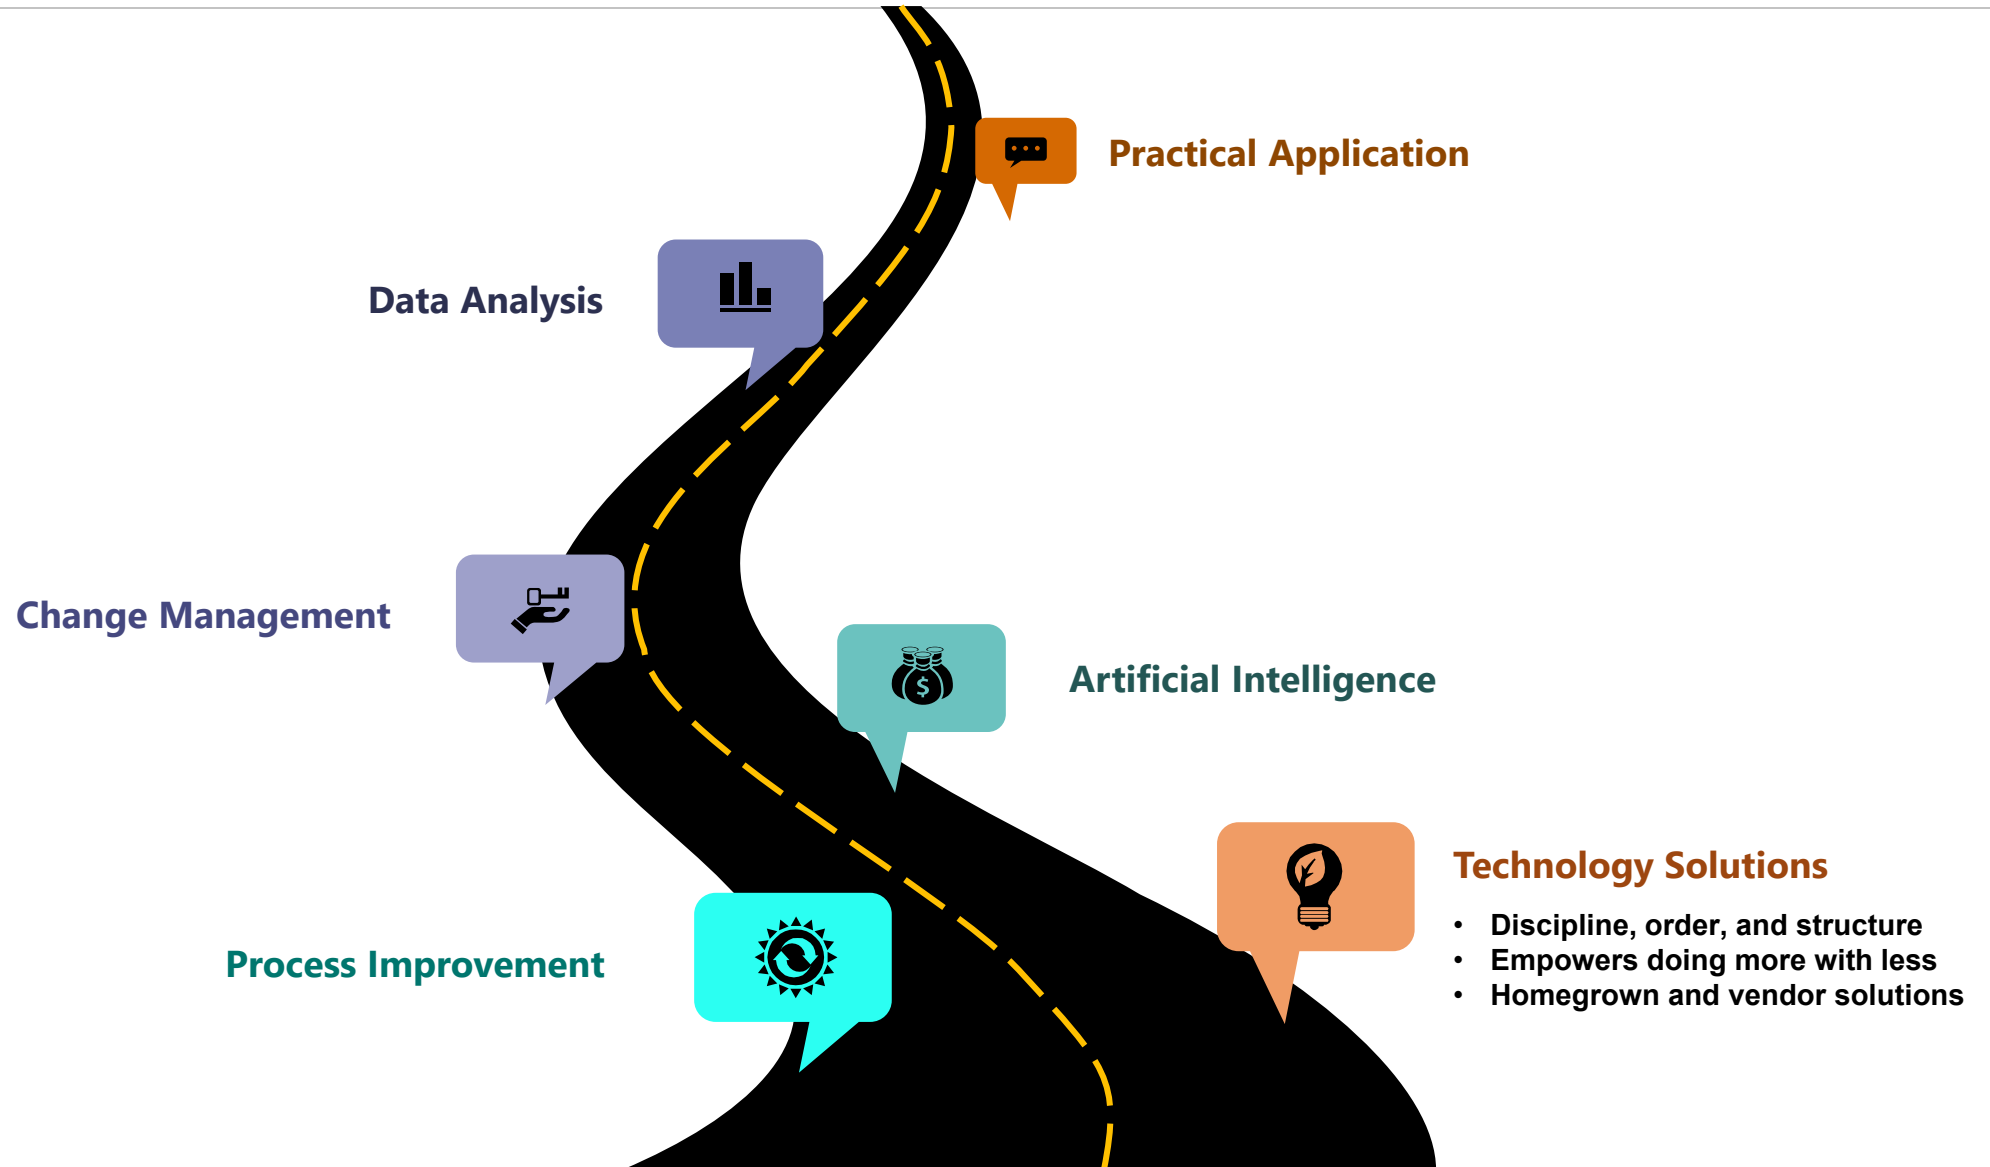 Practical Application
Data Analysis
Change Management
Artificial Intelligence
$
Technology Solutions
• Discipline, order, and structure
• Empowers doing more with less
• Homegrown and vendor solutions
Process Improvement